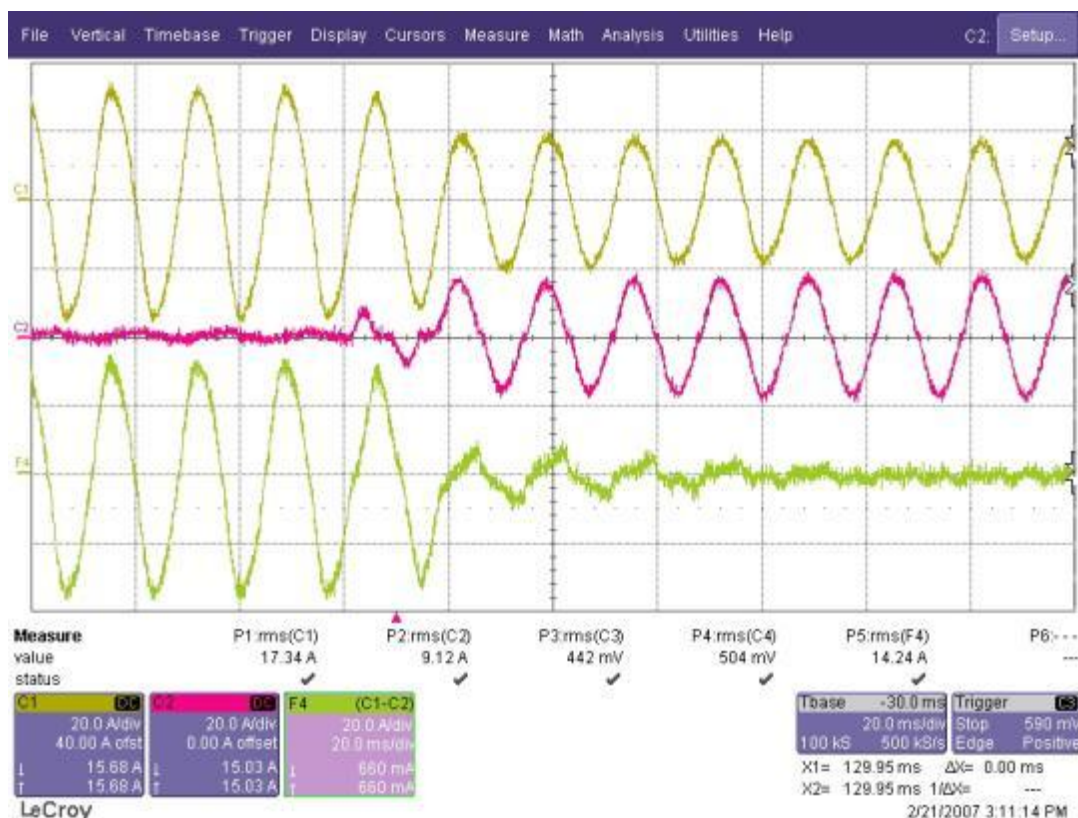 File Vertical Timebase Trigger Display Cursors Measure Math Analysis Utilities Help C2: Setup...
C1
C2
F4
Measure P1:rms(C1) P2:rms(C2) P3:rms(C3) P4:rms(C4) P5:rms(F4) P6:- - -
value 17.34 A 9.12 A 442 mV 504 mV 14.24 A ---
status
C1 DC C2 DC F4 (C1-C2) Tbase -30.0 ms Trigger C3
20.0 A/div 20.0 A/div 20.0 A/div 20.0 ms/div Stop 590 mV
40.00 A ofst 0.00 A offset 20.0 ms/div 100 kS 500 kS/s Edge Positive
15.68 A 15.03 A 660 mA X1= 129.95 ms ΔX= 0.00 ms
15.68 A 15.03 A 660 mA X2= 129.95 ms 1/ΔX= ---
LeCroy 2/21/2007 3:11:14 PM